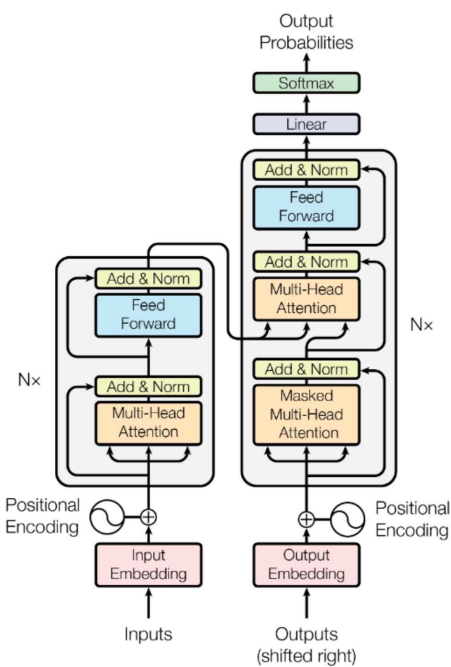 Output
Probabilities
Softmax
Linear
Add & Norm
Feed
Forward
Add & Norm
Multi-Head
Attention
Add & Norm
Masked
Multi-Head
Attention
Nx
Positional
Encoding
Output
Embedding
Outputs
(shifted right)
Add & Norm
Feed
Forward
Add & Norm
Multi-Head
Attention
Nx
Positional
Encoding
Input
Embedding
Inputs